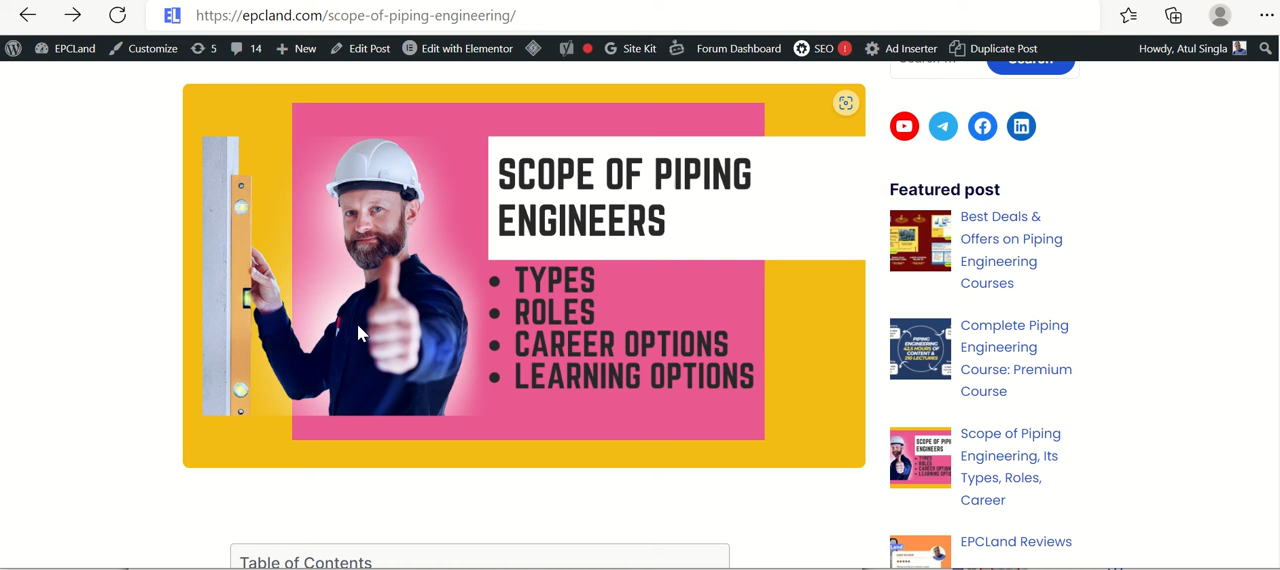 https://epcland.com/scope-of-piping-engineering/
EPCLand Customize 5 14 New Edit Post Edit with Elementor Site Kit Forum Dashboard SEO ! Ad Inserter Duplicate Post Howdy, Atul Singla
Search
SCOPE OF PIPING
ENGINEERS
• TYPES
• ROLES
• CAREER OPTIONS
• LEARNING OPTIONS
Featured post
Best Deals &
Offers on Piping
Engineering
Courses
Complete Piping
Engineering
Course: Premium
Course
Scope of Piping
Engineering, Its
Types, Roles,
Career
EPCLand Reviews
Table of Contents